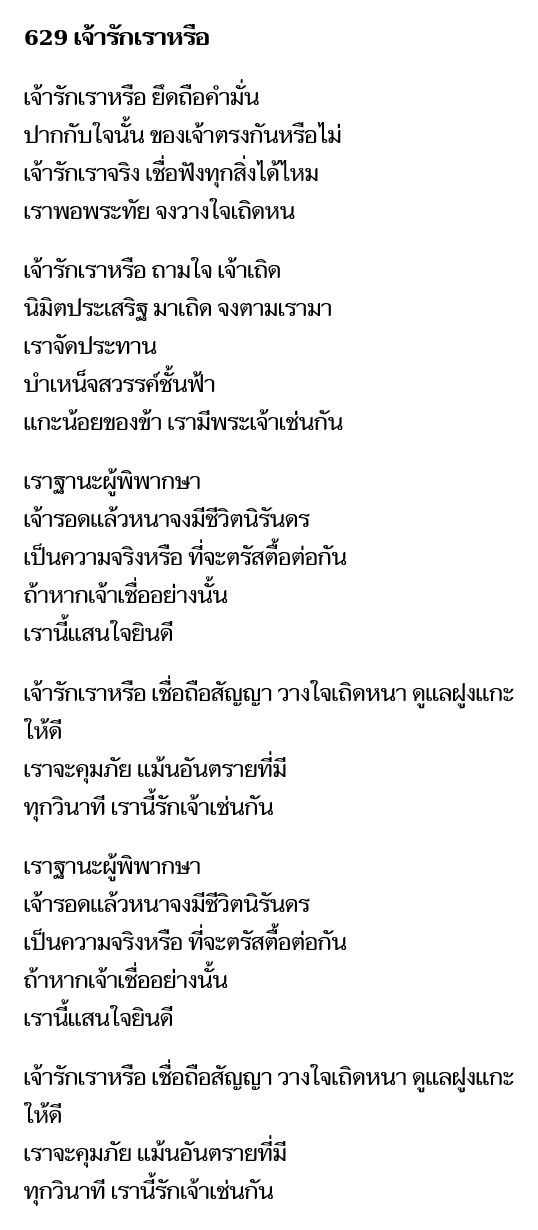 629 เจ้ารักเราหรือ
เจ้ารักเราหรือ ยึดถือคำมั่น
ปากกับใจนั้น ของเจ้าตรงกันหรือไม่
เจ้ารักเราจริง เชื่อฟังทุกสิ่งได้ไหม
เราพอพระทัย จงวางใจเถิดหน
เจ้ารักเราหรือ ถามใจ เจ้าเถิด
นิมิตประเสริฐ มาเถิด จงตามเรามา
เราจัดประทาน
บำเหน็จสวรรค์ชั้นฟ้า
แกะน้อยของข้า เรามีพระเจ้าเช่นกัน
เราฐานะผู้พิพากษา
เจ้ารอดแล้วหนาจงมีชีวิตนิรันดร
เป็นความจริงหรือ ที่จะตรัสตื้อต่อกัน
ถ้าหากเจ้าเชื่ออย่างนั้น
เรานี้แสนใจยินดี
เจ้ารักเราหรือ เชื่อถือสัญญา วางใจเถิดหนา ดูแลฝูงแกะ
ให้ดี
เราจะคุมภัย แม้นอันตรายที่มี
ทุกวินาที เรานี้รักเจ้าเช่นกัน
เราฐานะผู้พิพากษา
เจ้ารอดแล้วหนาจงมีชีวิตนิรันดร
เป็นความจริงหรือ ที่จะตรัสตื้อต่อกัน
ถ้าหากเจ้าเชื่ออย่างนั้น
เรานี้แสนใจยินดี
เจ้ารักเราหรือ เชื่อถือสัญญา วางใจเถิดหนา ดูแลฝูงแกะ
ให้ดี
เราจะคุมภัย แม้นอันตรายที่มี
ทุกวินาที เรานี้รักเจ้าเช่นกัน